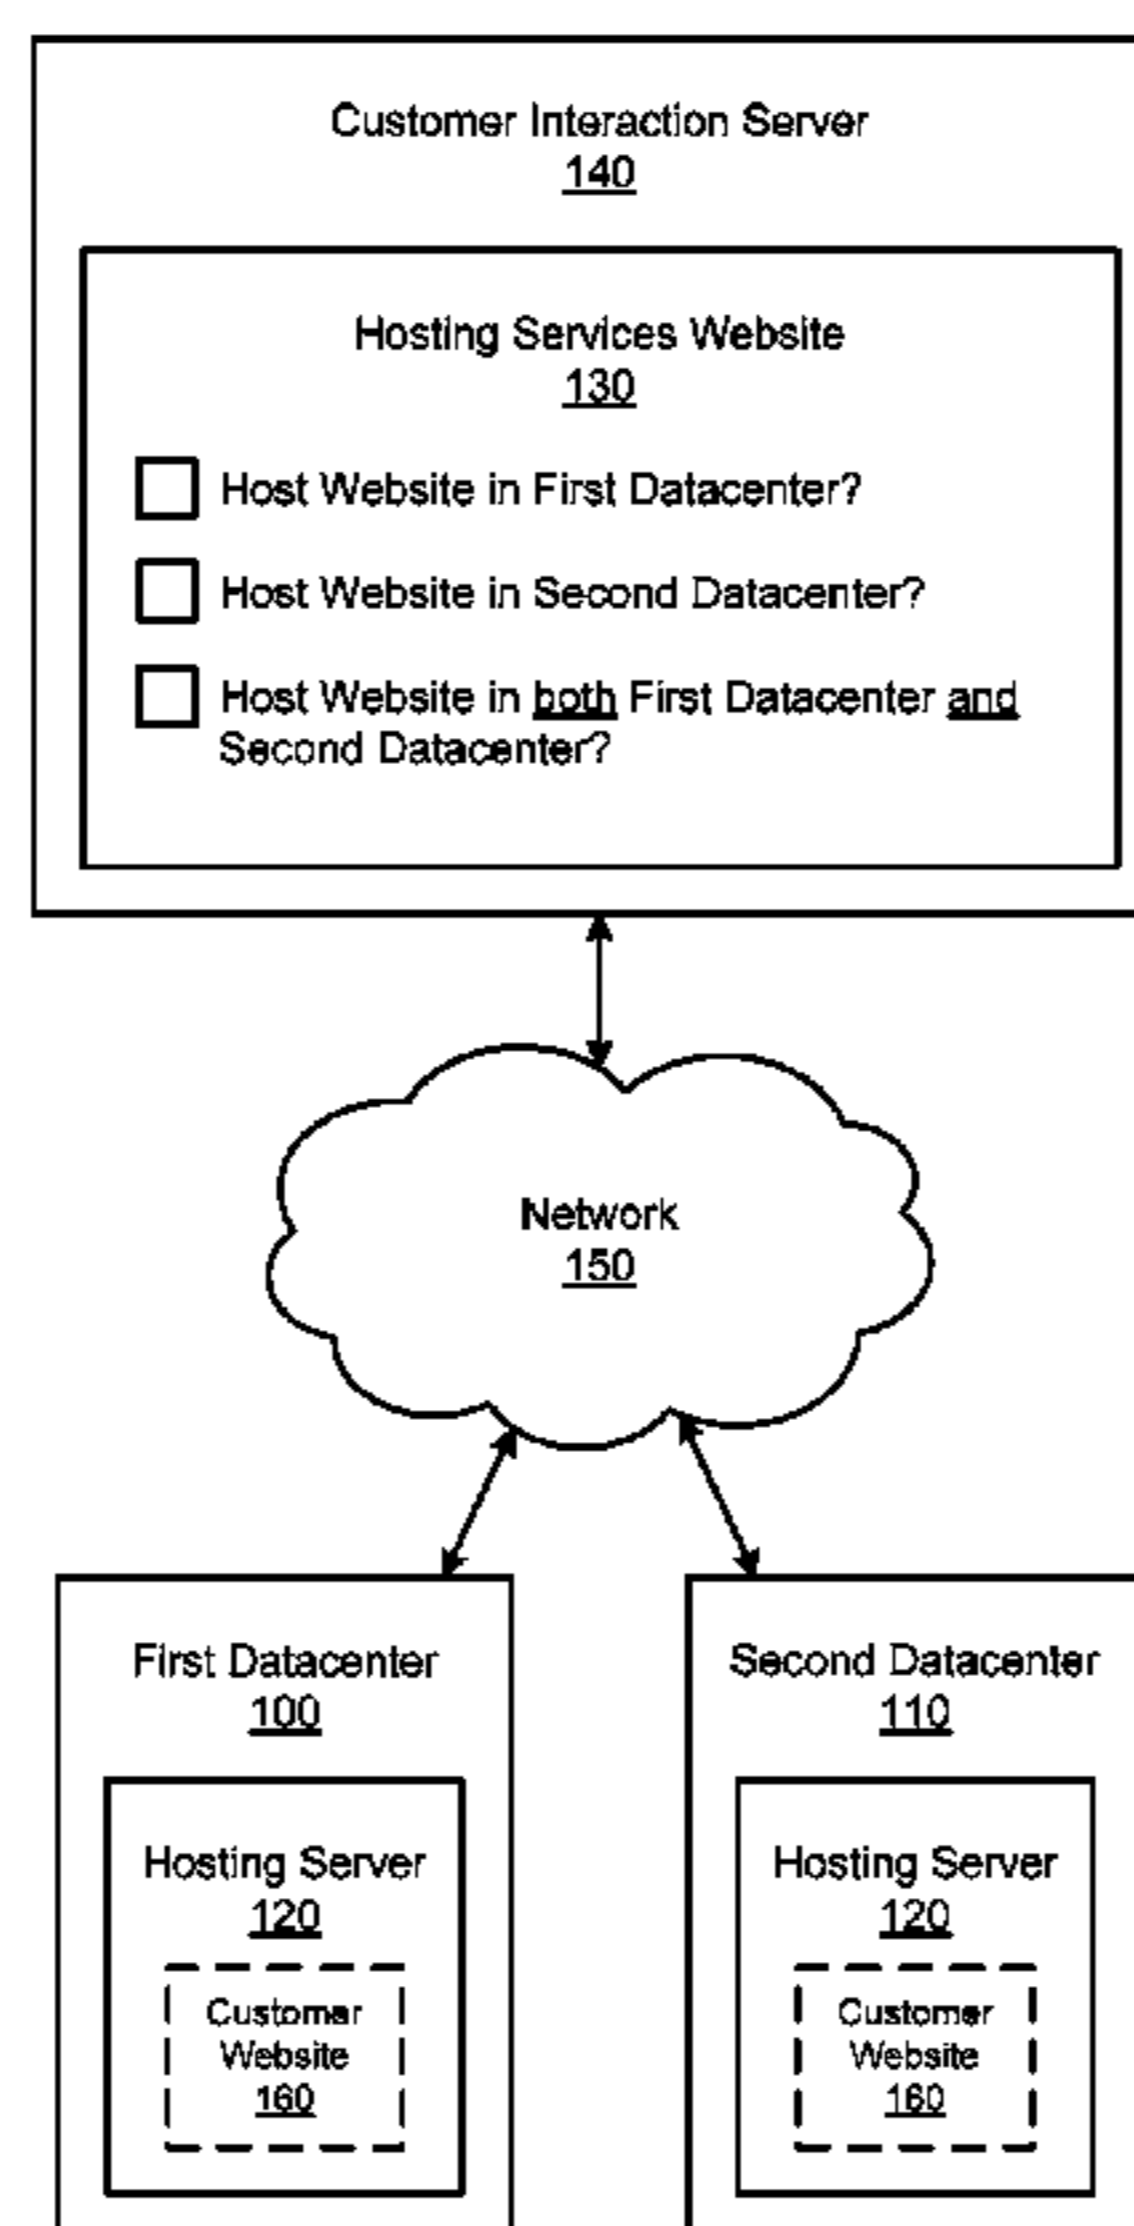 Customer Interaction Server
140
Hosting Services Website
130
Host Website in First Datacenter?
Host Website in Second Datacenter?
Host Website in both First Datacenter and
Second Datacenter?
Network
150
First Datacenter
100
Hosting Server
120
Customer
Website
160
Second Datacenter
110
Hosting Server
120
Customer
Website
160